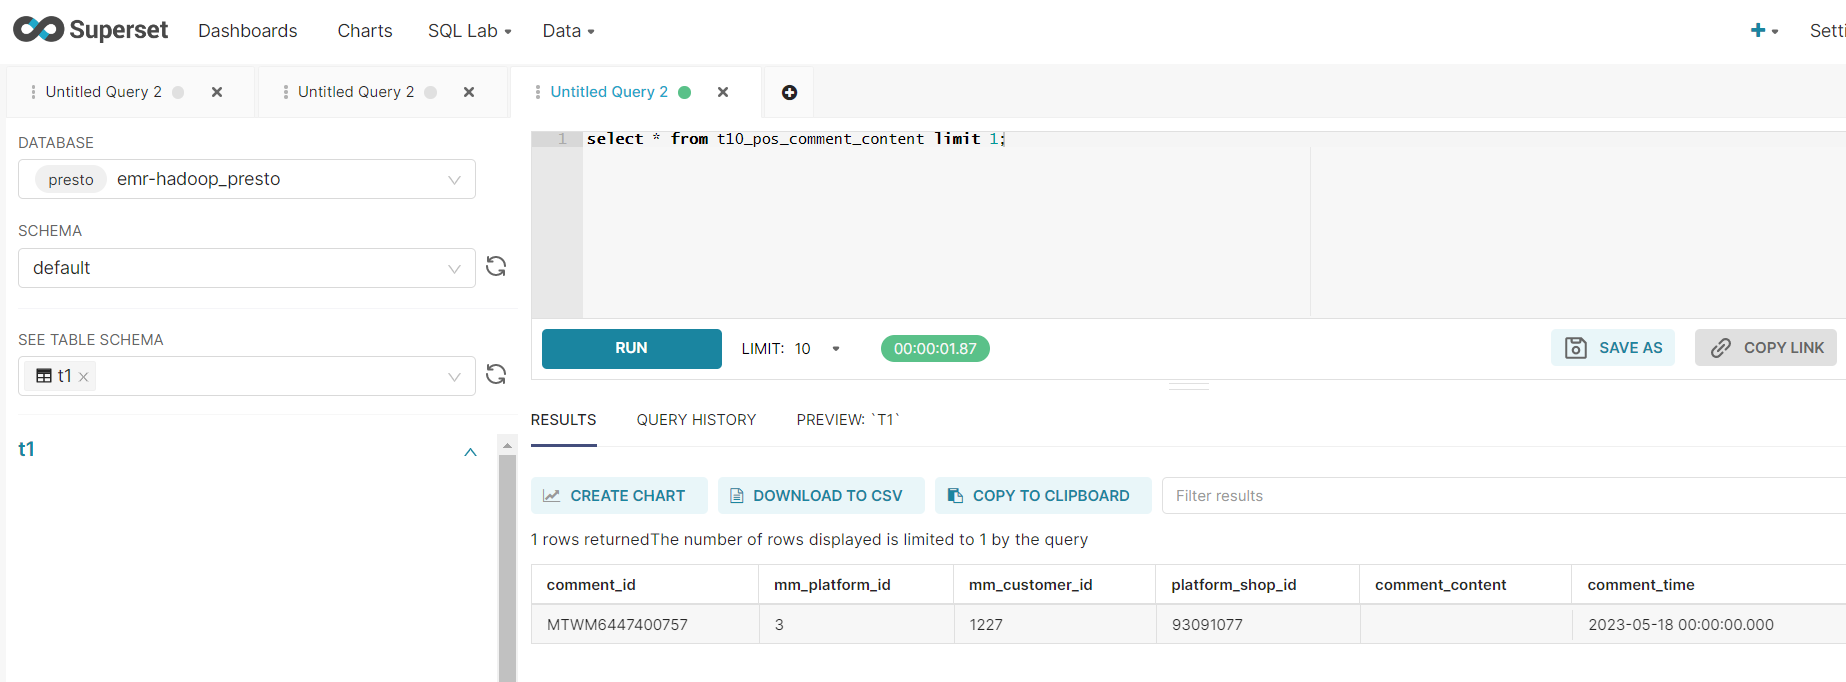 Superset Dashboards Charts SQL Lab Data + Setti
Untitled Query 2 Untitled Query 2 Untitled Query 2
DATABASE
presto emr-hadoop_presto
SCHEMA
default
SEE TABLE SCHEMA
t1
t1
1 select * from t10_pos_comment_content limit 1;
RUN LIMIT: 10 00:00:01.87 SAVE AS COPY LINK
RESULTS QUERY HISTORY PREVIEW: `T1`
CREATE CHART DOWNLOAD TO CSV COPY TO CLIPBOARD Filter results
1 rows returnedThe number of rows displayed is limited to 1 by the query
comment_id mm_platform_id mm_customer_id platform_shop_id comment_content comment_time
MTWM6447400757 3 1227 93091077 2023-05-18 00:00:00.000